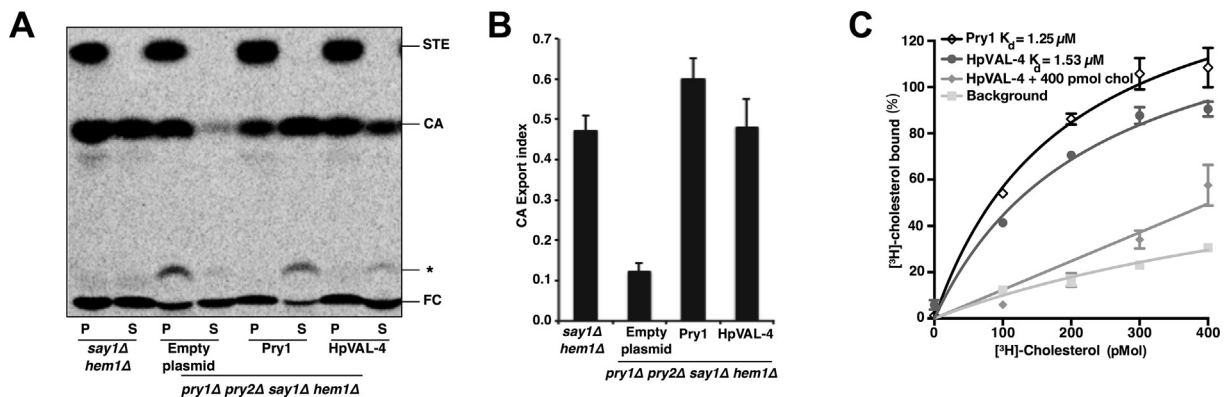 A
STE
CA
*
FC
P S P S P S P S
say1Δ hem1Δ
Empty plasmid
Pry1
HpVAL-4
pry1Δ pry2Δ say1Δ hem1Δ
B
CA Export index
0.7
0.6
0.5
0.4
0.3
0.2
0.1
0.0
say1Δ hem1Δ
Empty plasmid
Pry1
HpVAL-4
pry1Δ pry2Δ say1Δ hem1Δ
C
[³H]-cholesterol bound (%)
120
100
80
60
40
20
0
Pry1 Kd = 1.25 µM
HpVAL-4 Kd = 1.53 µM
HpVAL-4 + 400 pmol chol
Background
0 100 200 300 400
[³H]-Cholesterol (pMol)